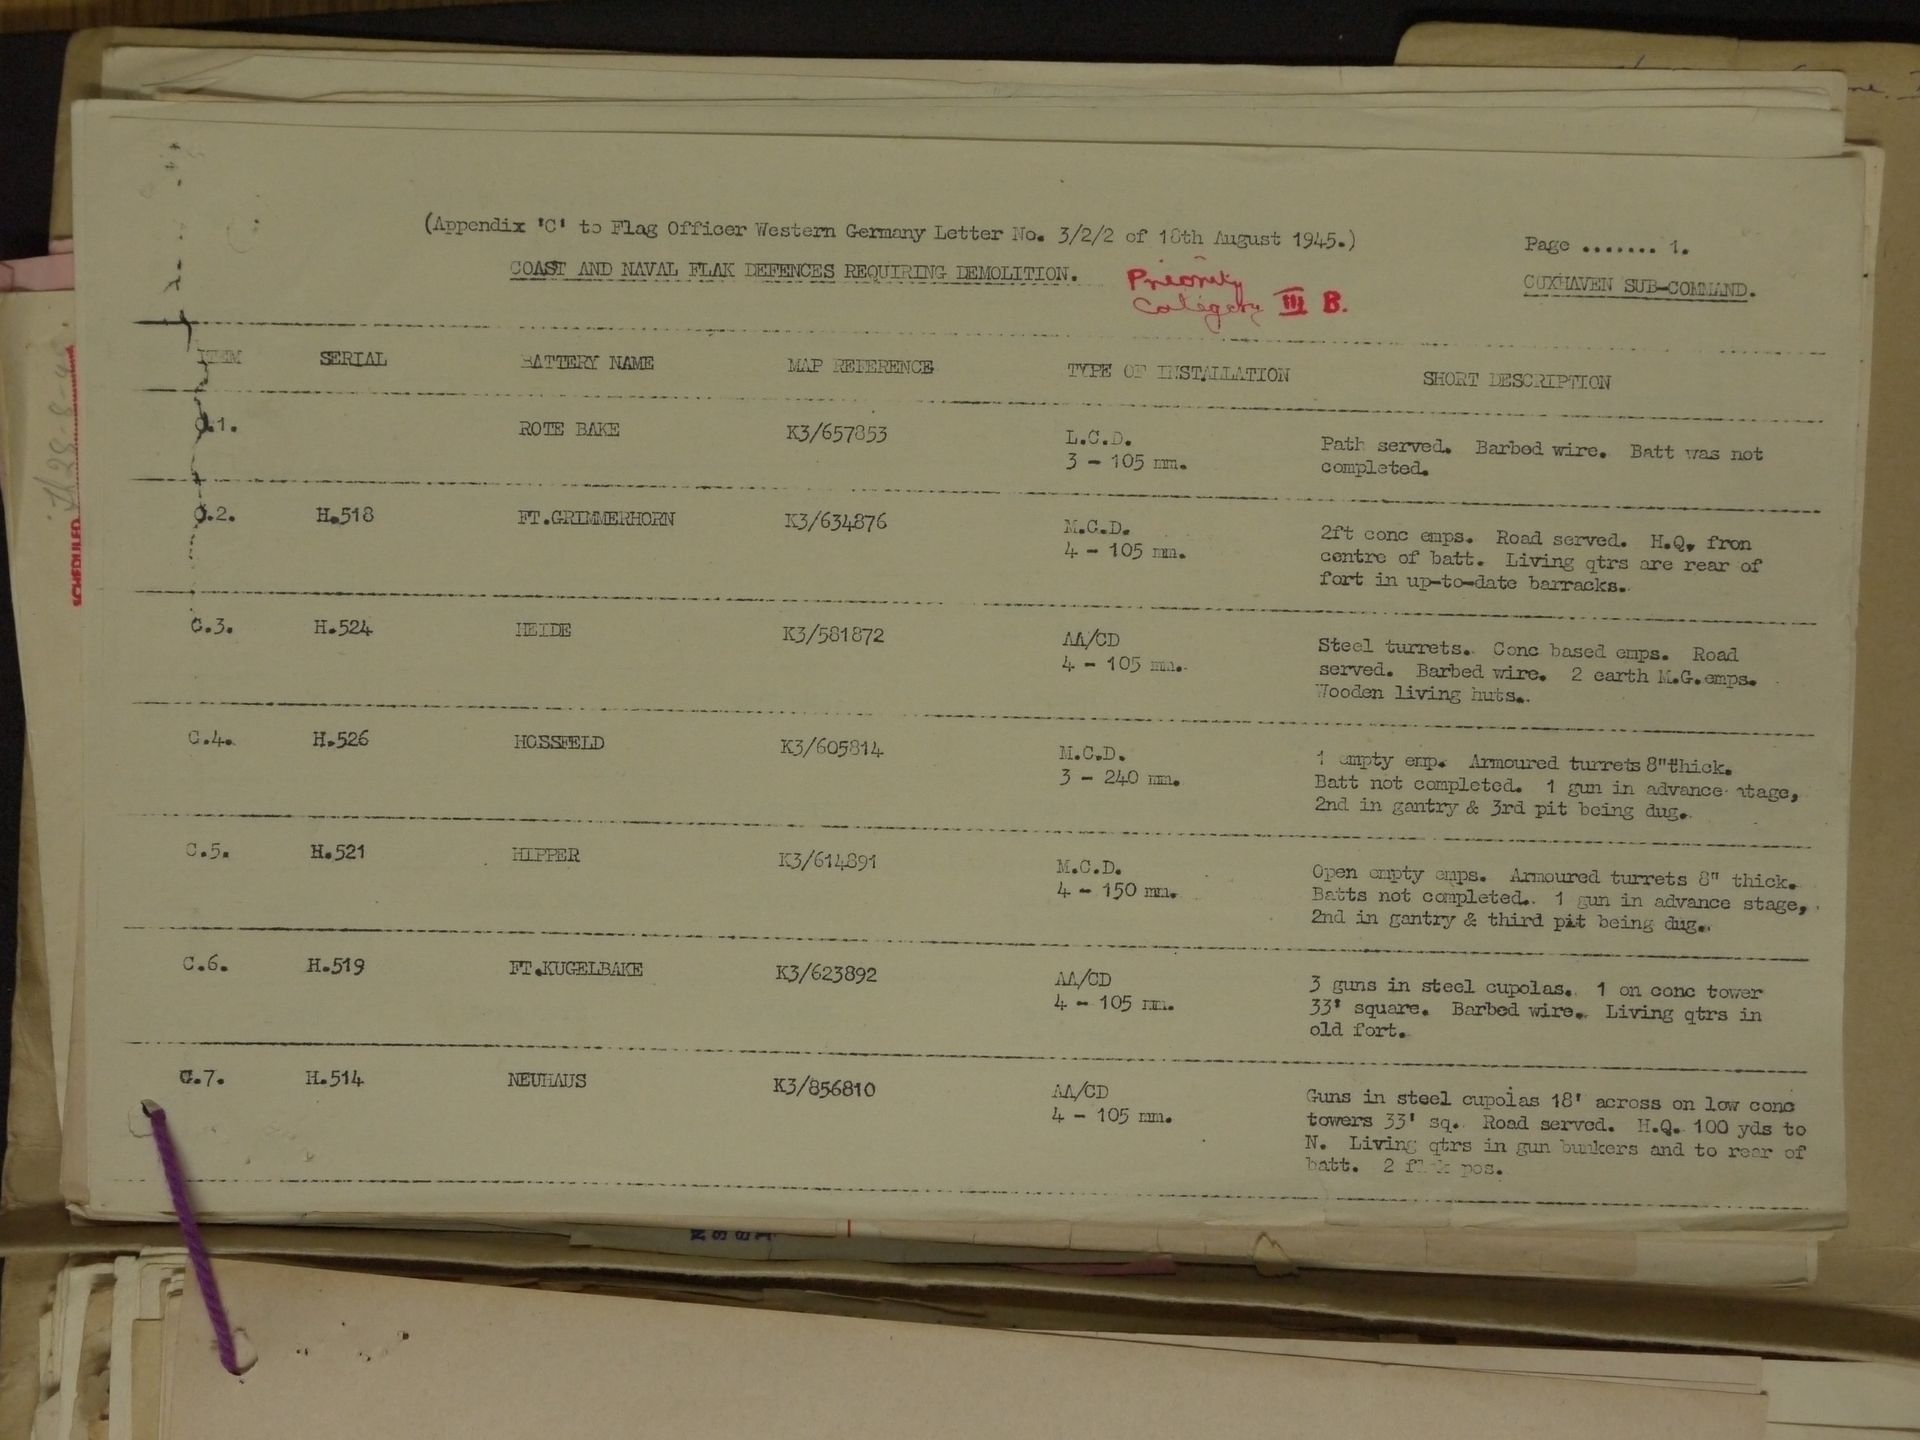 (Appendix 'C' to Flag Officer Western Germany Letter No. 3/2/2 of 18th August 1945.)
Page ....... 1.
COAST AND NAVAL FLAK DEFENCES REQUIRING DEMOLITION.
CUXHAVEN SUB-COMMAND.
Priority
Category III B.
ITEM SERIAL BATTERY NAME MAP REFERENCE TYPE OF INSTALLATION SHORT DESCRIPTION
C.1. ROTE BAKE K3/657853 L.C.D. Path served. Barbed wire. Batt was not
3 - 105 mm. completed.
C.2. H.518 FT.GRIMMERHORN K3/634876 M.C.D. 2ft conc emps. Road served. H.Q. fron
4 - 105 mm. centre of batt. Living qtrs are rear of
fort in up-to-date barracks.
C.3. H.524 HEIDE K3/581872 AA/CD Steel turrets. Conc based emps. Road
4 - 105 mm. served. Barbed wire. 2 earth M.G.emps.
Wooden living huts.
C.4. H.526 HOSSFELD K3/605814 M.C.D. 1 empty emp. Armoured turrets 8"thick.
3 - 240 mm. Batt not completed. 1 gun in advance stage,
2nd in gantry & 3rd pit being dug.
C.5. H.521 HIPPER K3/614891 M.C.D. Open empty emps. Armoured turrets 8" thick.
4 - 150 mm. Batts not completed. 1 gun in advance stage,
2nd in gantry & third pit being dug.
C.6. H.519 FT.KUGELBAKE K3/623892 AA/CD 3 guns in steel cupolas. 1 on conc tower
4 - 105 mm. 33' square. Barbed wire. Living qtrs in
old fort.
C.7. H.514 NEUHAUS K3/856810 AA/CD Guns in steel cupolas 18' across on low conc
4 - 105 mm. towers 33' sq. Road served. H.Q. 100 yds to
N. Living qtrs in gun bunkers and to rear of
batt. 2 flak pos.
SCHEDULED